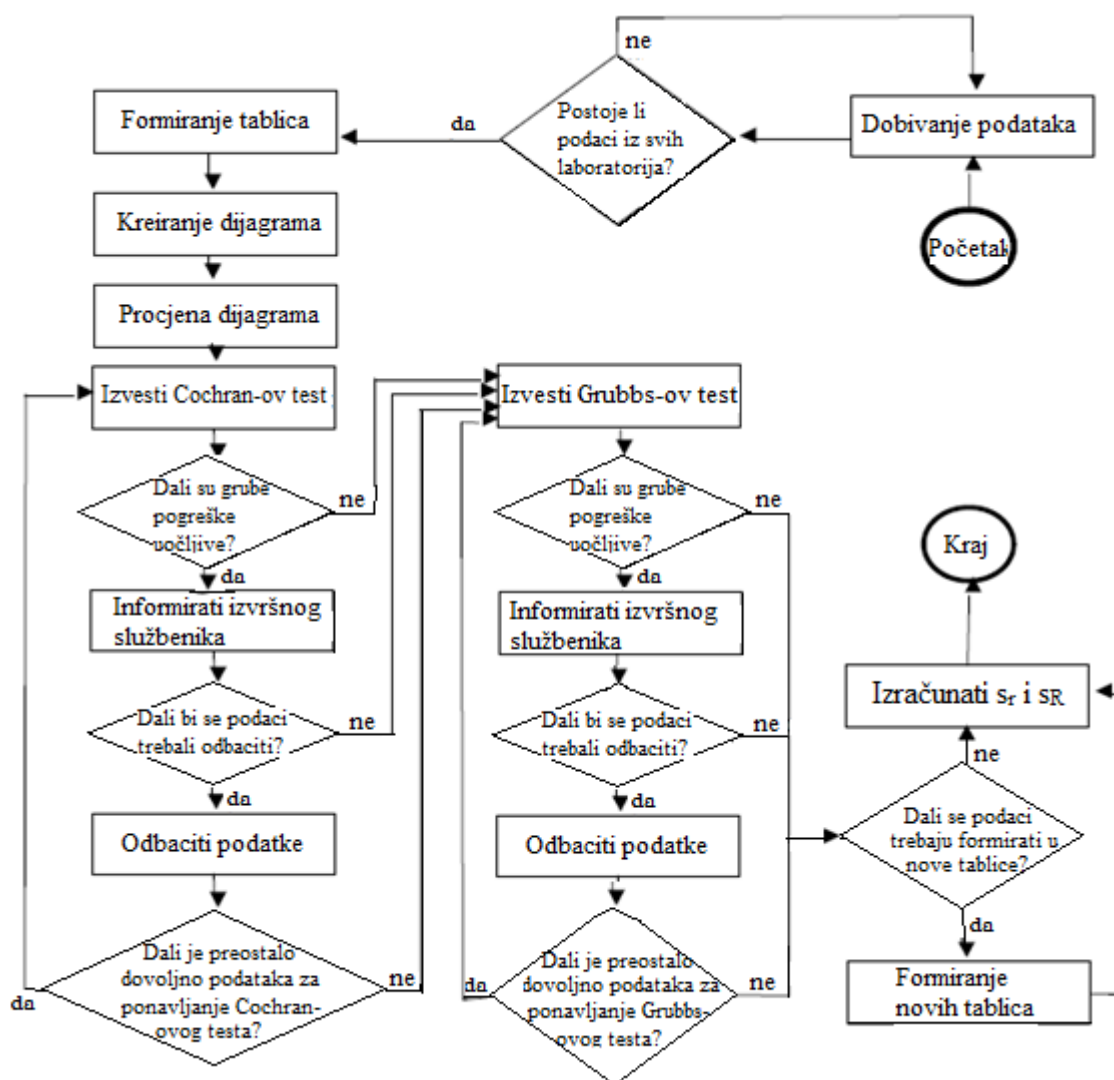 ne
Postoje li
podaci iz svih
laboratorija?
da
Dobivanje podataka
Početak
Formiranje tablica
Kreiranje dijagrama
Procjena dijagrama
Izvesti Cochran-ov test
Dali su grube
pogreške
uočljive?
ne
da
Informirati izvršnog
službenika
Dali bi se podaci
trebali odbaciti?
ne
da
Odbaciti podatke
Dali je preostalo
dovoljno podataka za
ponavljanje Cochran-
ovog testa?
da
ne
Izvesti Grubbs-ov test
Dali su grube
pogreške
uočljive?
ne
da
Informirati izvršnog
službenika
Dali bi se podaci
trebali odbaciti?
ne
da
Odbaciti podatke
Dali je preostalo
dovoljno podataka za
ponavljanje Grubbs-
ovog testa?
da
ne
Kraj
Izračunati sr i sR
ne
Dali se podaci
trebaju formirati u
nove tablice?
da
Formiranje
novih tablica